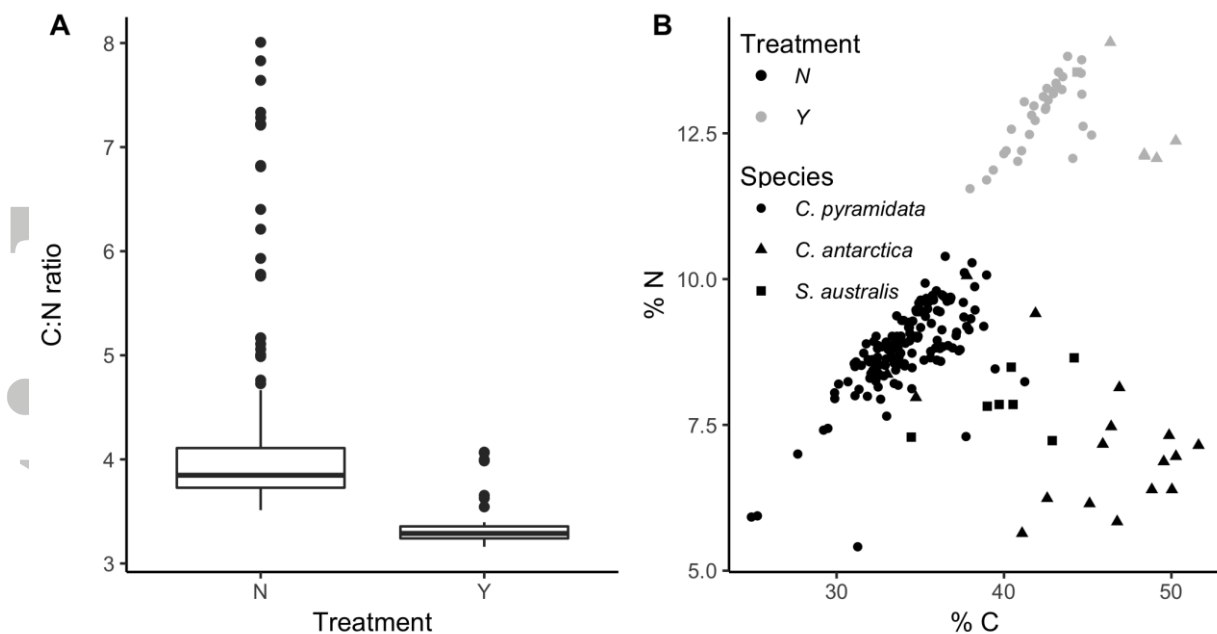 A
8
7
6
5
4
3
C:N ratio
N
Y
Treatment
B
Treatment
N
Y
Species
C. pyramidata
C. antarctica
S. australis
12.5
10.0
7.5
5.0
% N
30
40
50
% C